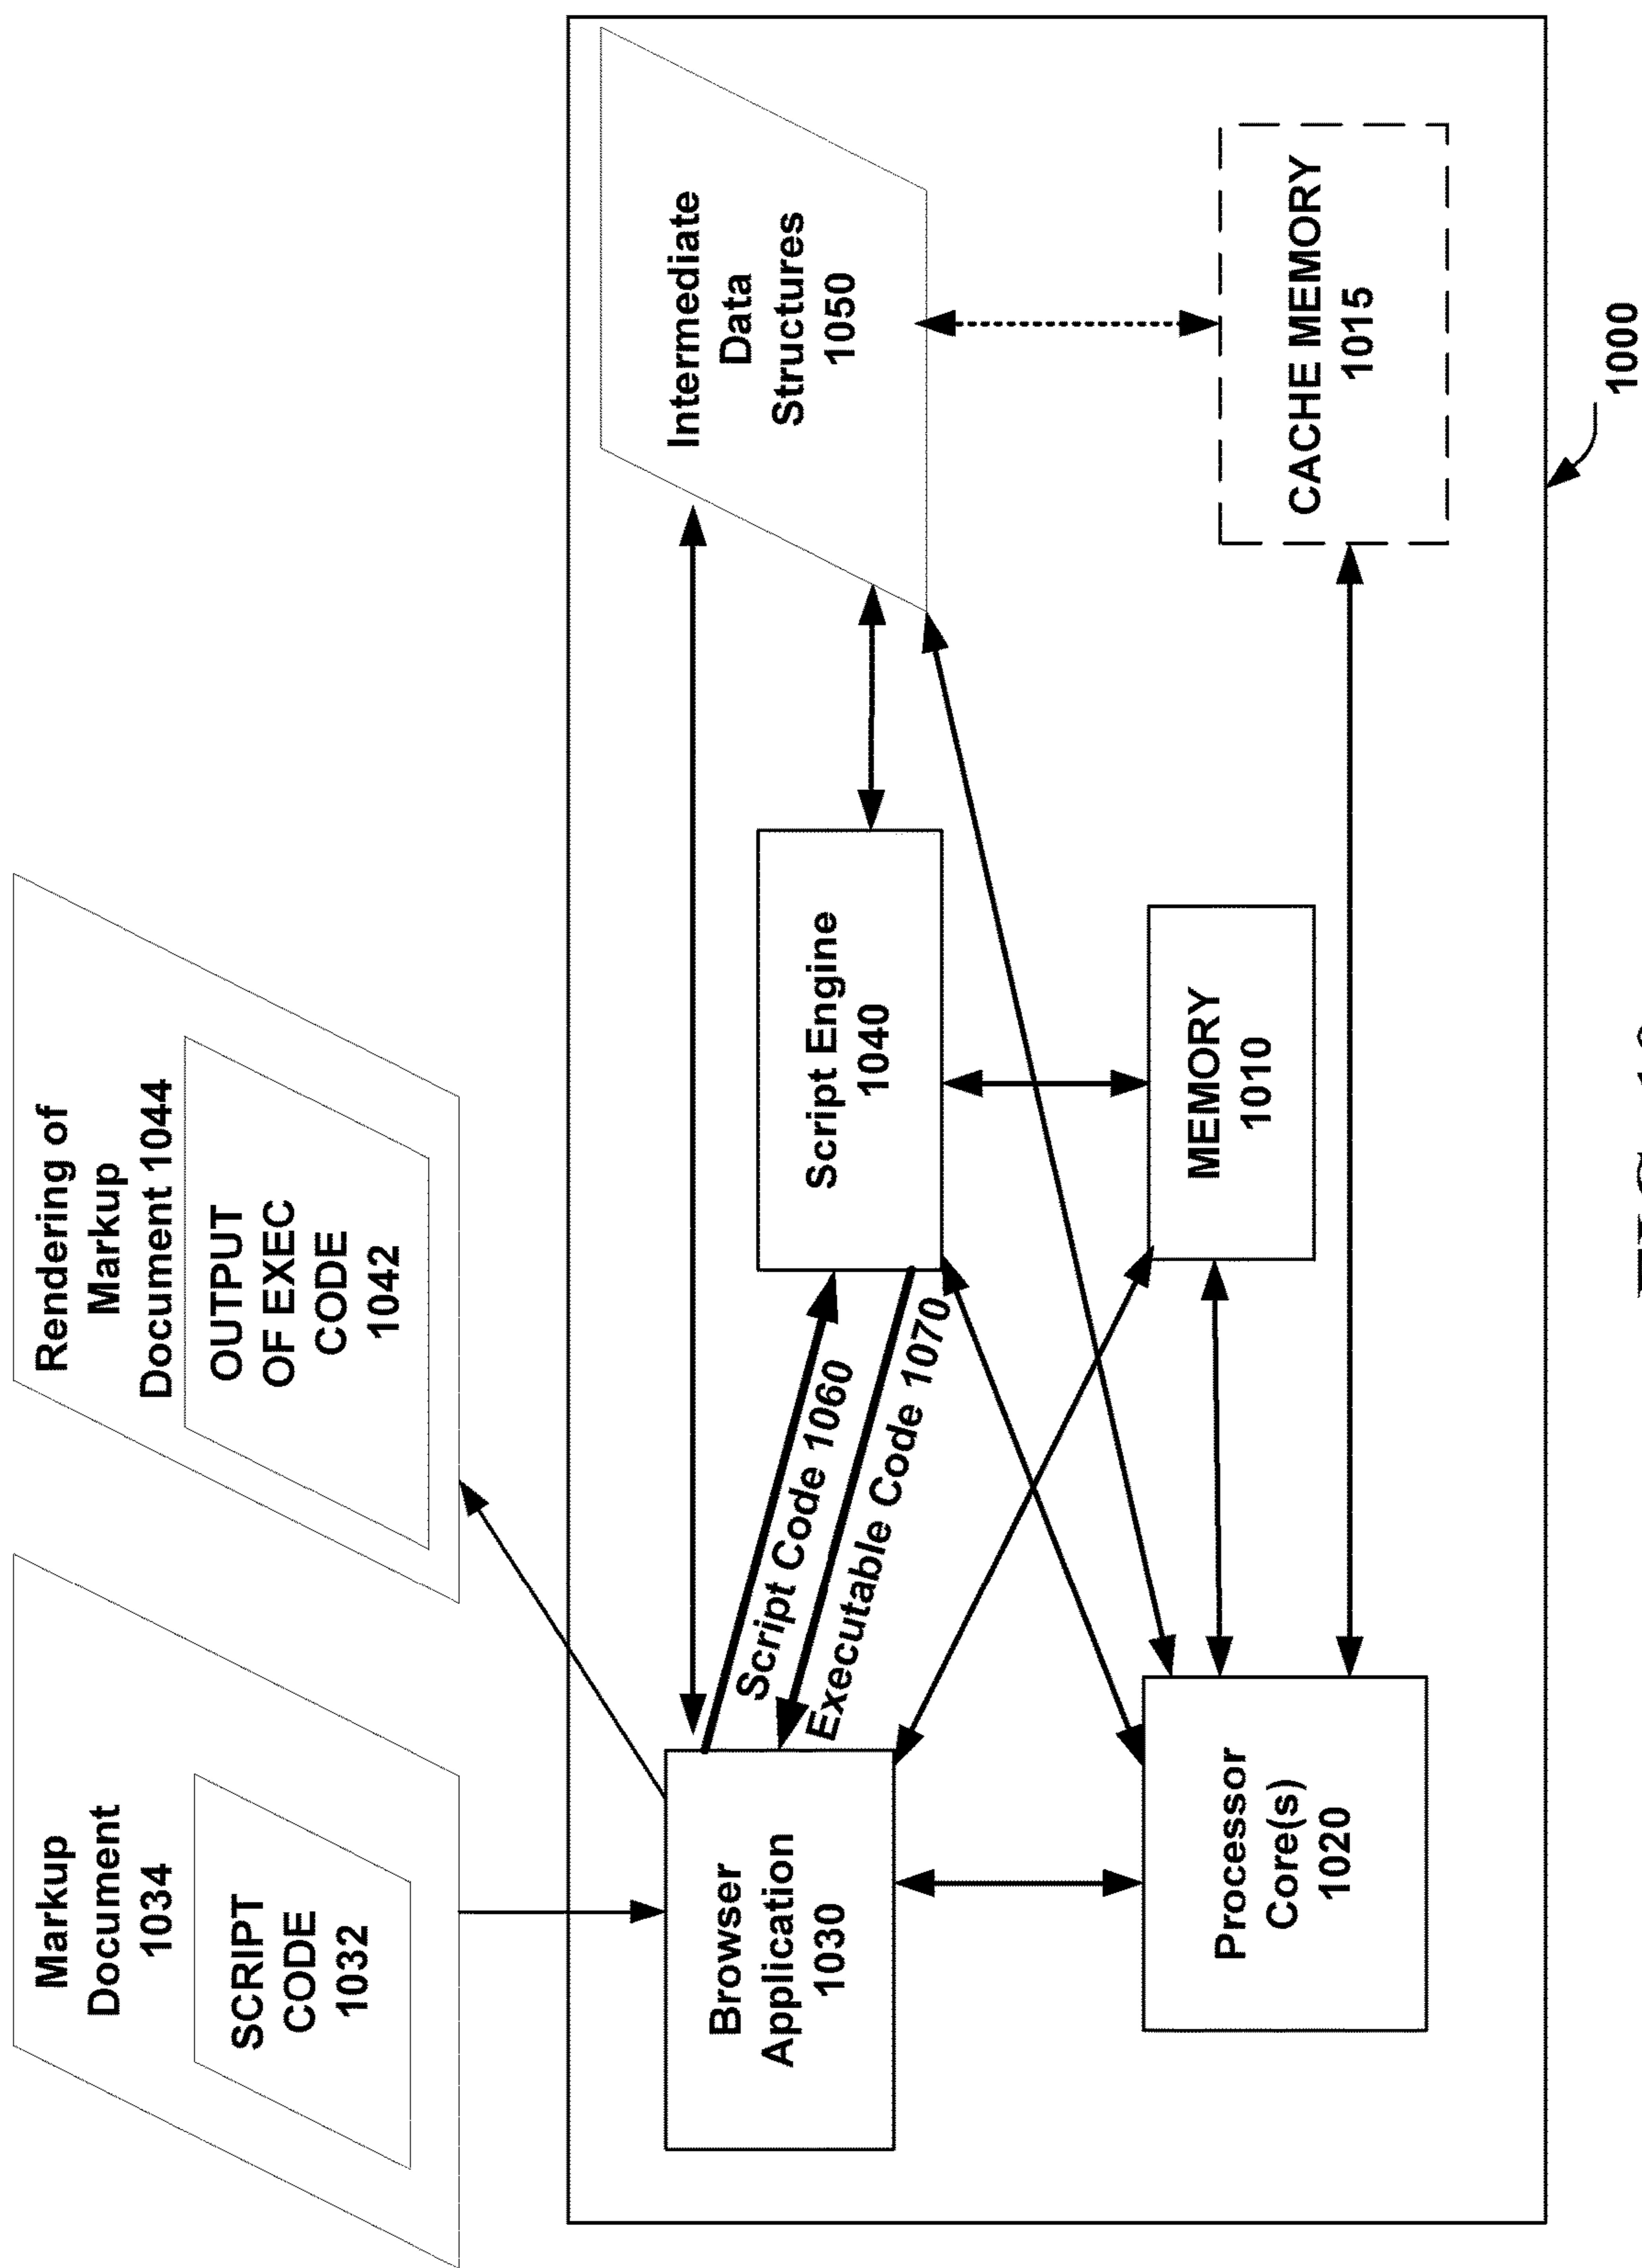 Markup
Document
1034
SCRIPT
CODE
1032
Rendering of
Markup
Document 1044
OUTPUT
OF EXEC
CODE
1042
Browser
Application
1030
Script Code 1060
Executable Code 1070
Script Engine
1040
Intermediate
Data
Structures
1050
Processor
Core(s)
1020
MEMORY
1010
CACHE MEMORY
1015
1000